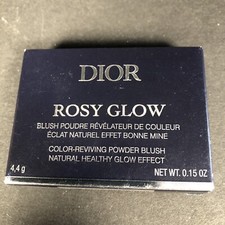 DIOR
ROSY GLOW
BLUSH POUDRE RÉVÉLATEUR DE COULEUR
ÉCLAT NATUREL EFFET BONNE MINE
COLOR-REVIVING POWDER BLUSH
NATURAL HEALTHY GLOW EFFECT
4,4 g
NET WT. 0.15 OZ